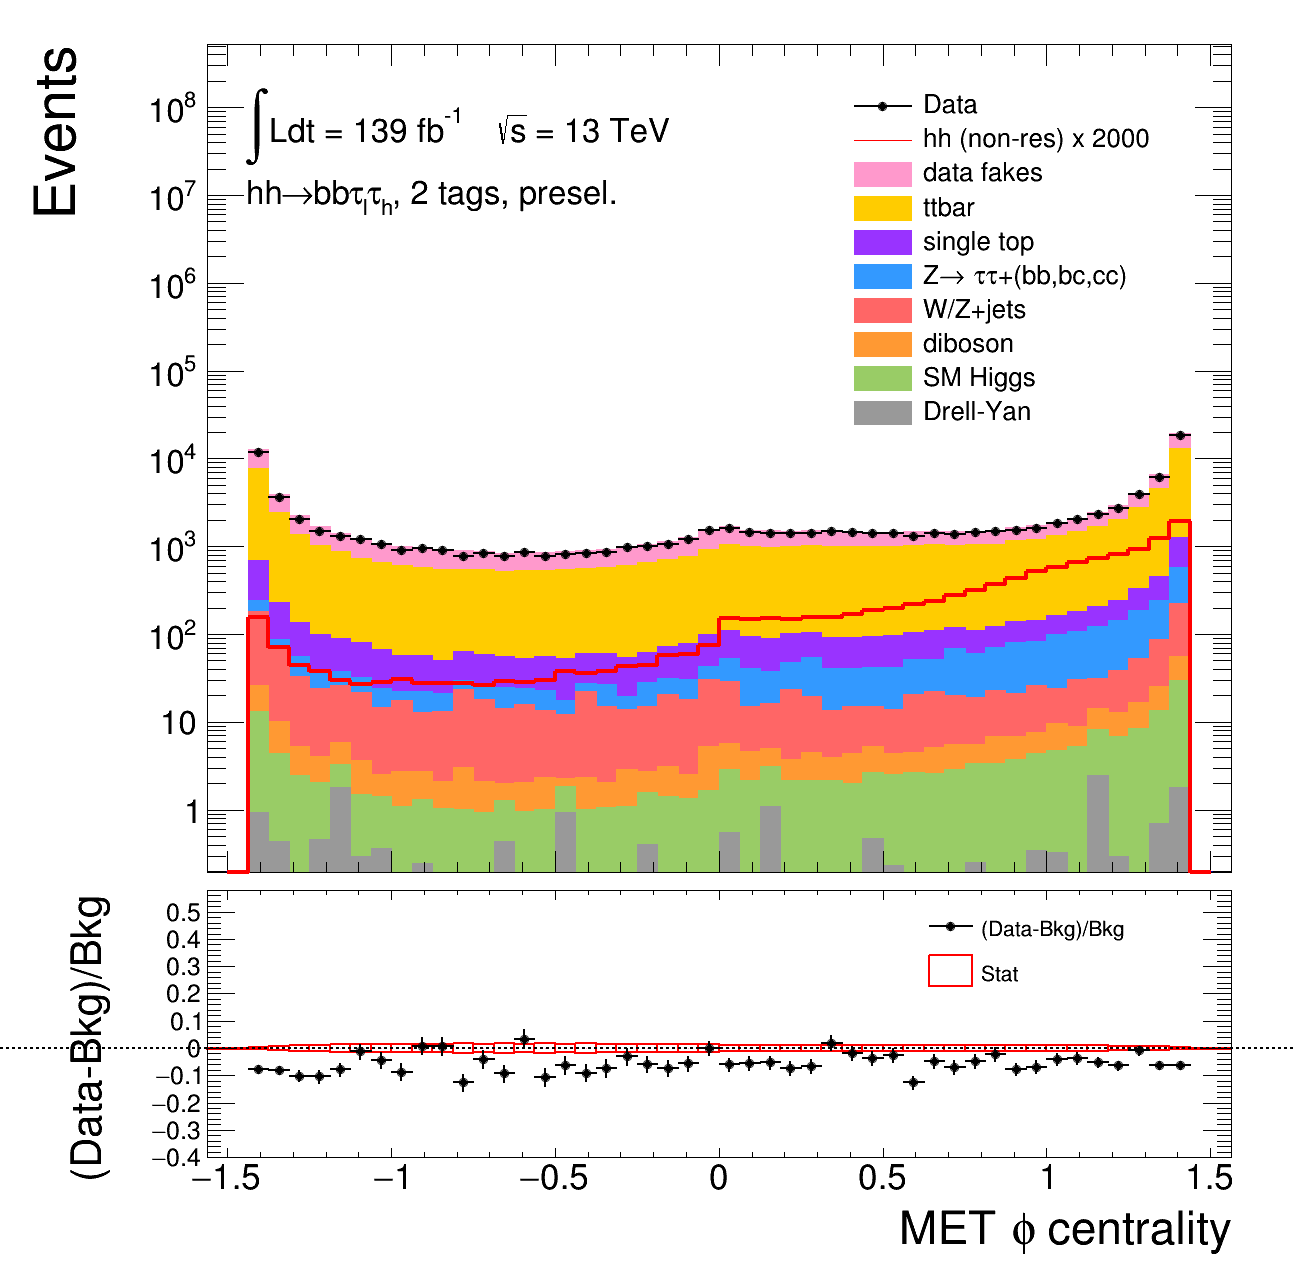 Events
10⁸
10⁷
10⁶
10⁵
10⁴
10³
10²
10
1
∫Ldt = 139 fb⁻¹ √s = 13 TeV
hh→bbτ_lτ_h, 2 tags, presel.
Data
hh (non-res) x 2000
data fakes
ttbar
single top
Z→ ττ+(bb,bc,cc)
W/Z+jets
diboson
SM Higgs
Drell-Yan
(Data-Bkg)/Bkg
0.5
0.4
0.3
0.2
0.1
0
−0.1
−0.2
−0.3
−0.4
(Data-Bkg)/Bkg
Stat
−1.5 −1 −0.5 0 0.5 1 1.5
MET ϕ centrality